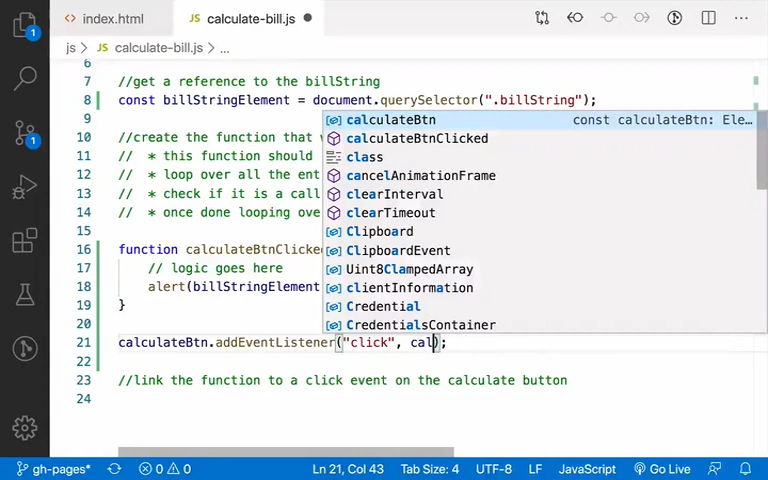 index.html
JS calculate-bill.js
js > JS calculate-bill.js > ...
1
6
7 //get a reference to the billString
8 const billStringElement = document.querySelector(".billString");
9
calculateBtn const calculateBtn: Ele…
10 //create the function that
calculateBtnClicked
11 // * this function should
class
12 // * loop over all the ent
cancelAnimationFrame
13 // * check if it is a call
clearInterval
14 // * once done looping ove
clearTimeout
15
Clipboard
16 function calculateBtnClicked
ClipboardEvent
17 // logic goes here
Uint8ClampedArray
18 alert(billStringElement
clientInformation
19 }
Credential
20
CredentialsContainer
21 calculateBtn.addEventListener("click", cal);
22
23 //link the function to a click event on the calculate button
24
1
gh-pages* 0 0 Ln 21, Col 43 Tab Size: 4 UTF-8 LF JavaScript Go Live